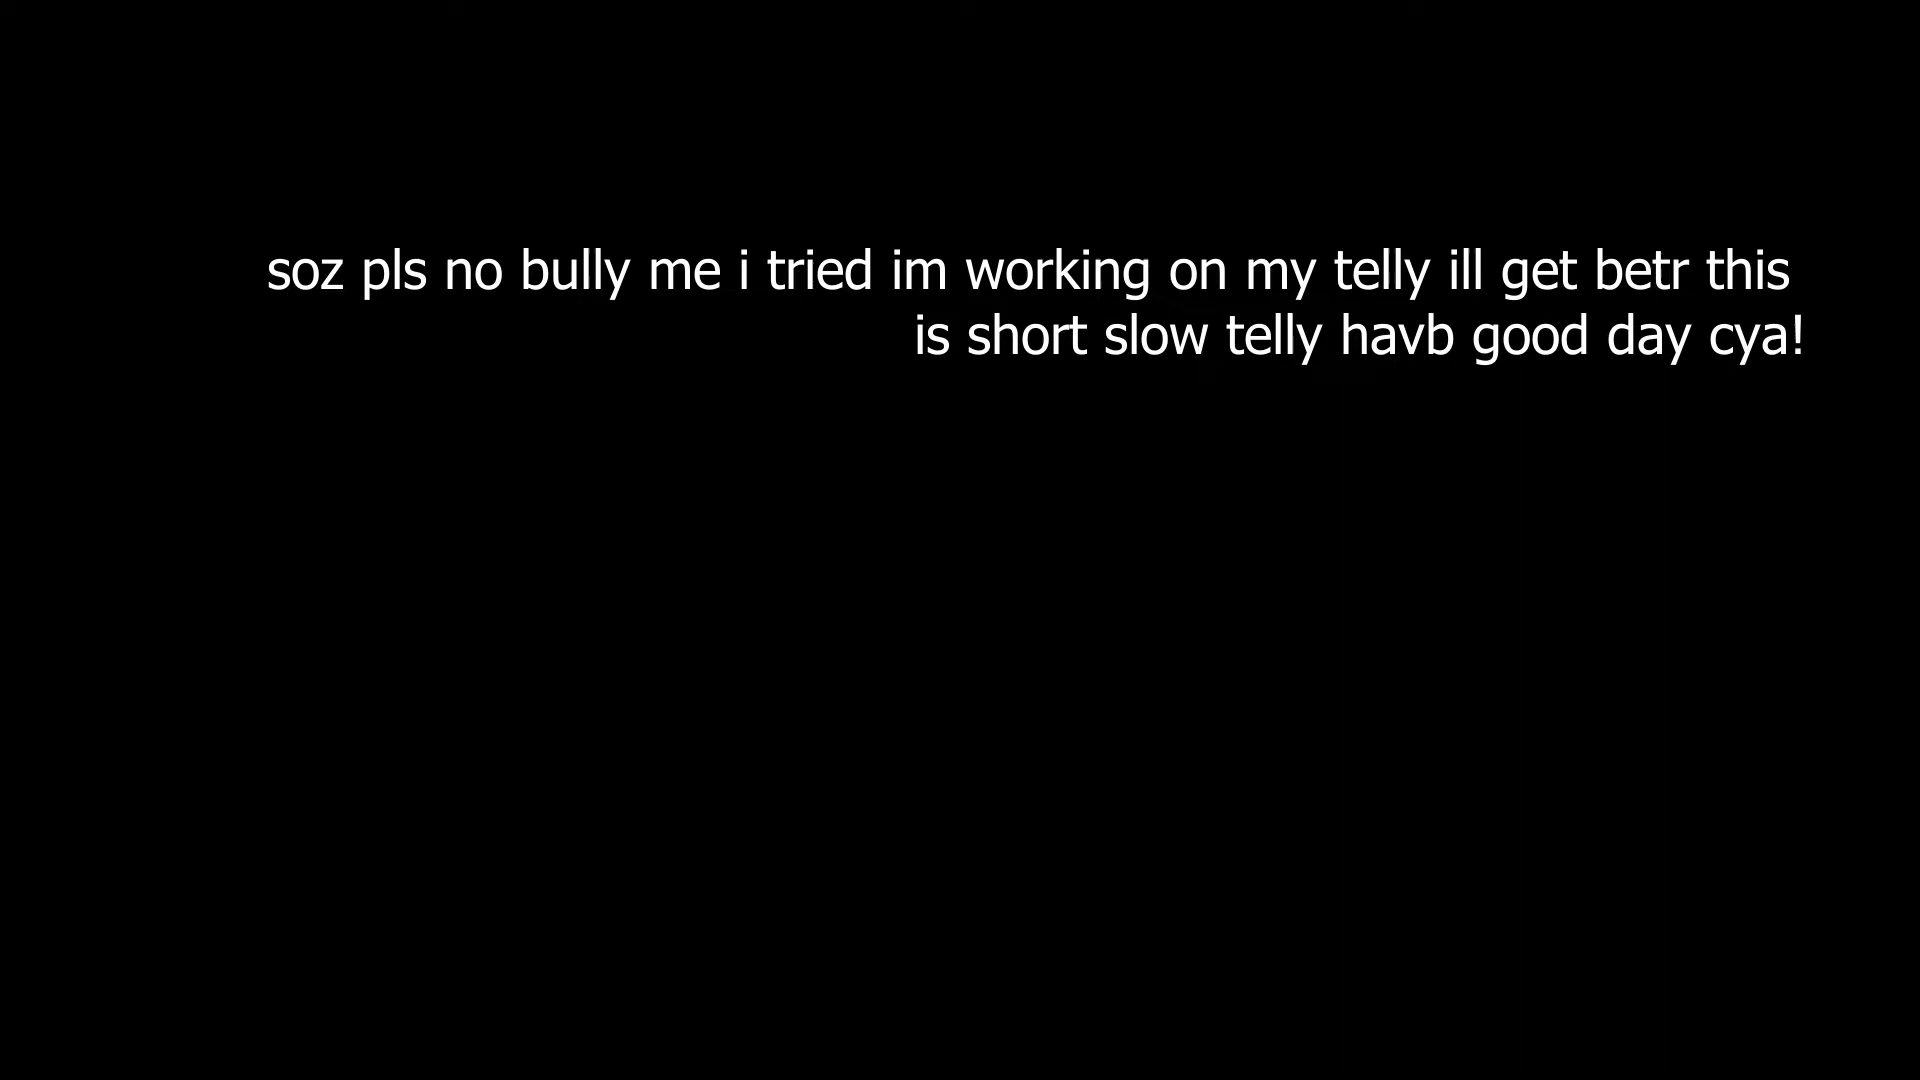 soz pls no bully me i tried im working on my telly ill get betr this
is short slow telly havb good day cya!